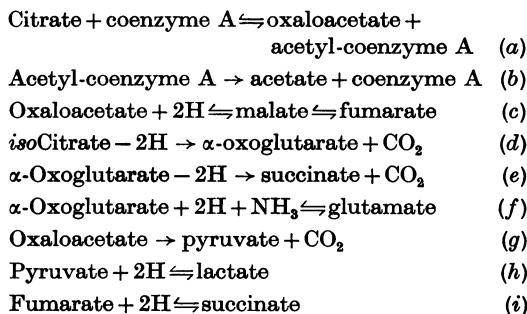 Citrate + coenzyme A⇋oxaloacetate +
acetyl-coenzyme A (a)
Acetyl-coenzyme A → acetate + coenzyme A (b)
Oxaloacetate + 2H⇋malate⇋fumarate (c)
isoCitrate − 2H → α-oxoglutarate + CO₂ (d)
α-Oxoglutarate − 2H → succinate + CO₂ (e)
α-Oxoglutarate + 2H + NH₃⇋glutamate (f)
Oxaloacetate → pyruvate + CO₂ (g)
Pyruvate + 2H⇋lactate (h)
Fumarate + 2H⇋succinate (i)